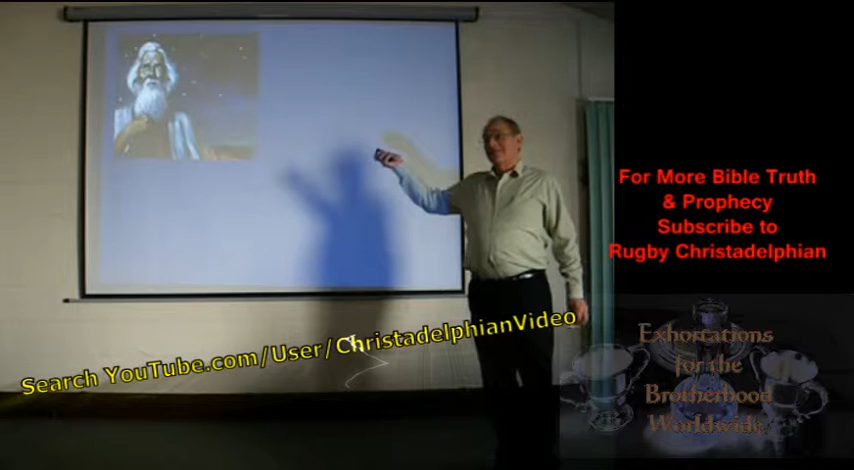 For More Bible Truth
& Prophecy
Subscribe to
Rugby Christadelphian
Search YouTube.com/User/ChristadelphianVideo
Exhortations
for the
Brotherhood
Worldwide